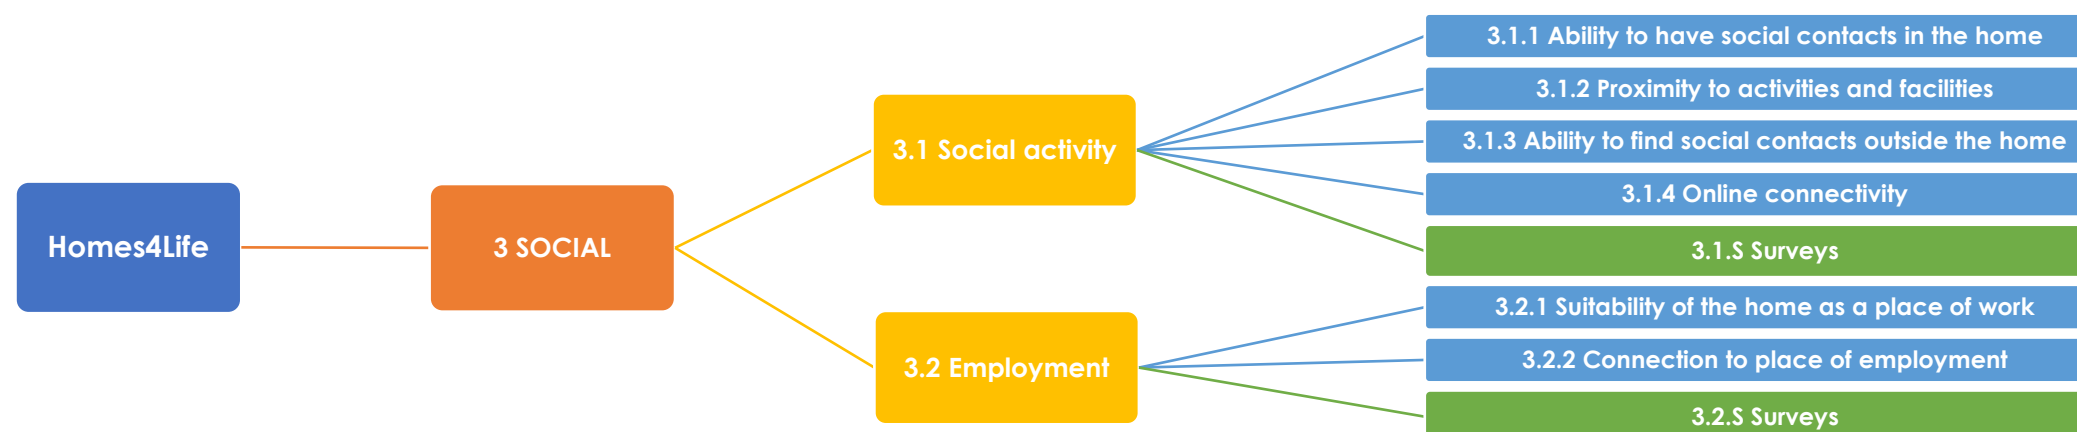 Homes4Life
3 SOCIAL
3.1 Social activity
3.1.1 Ability to have social contacts in the home
3.1.2 Proximity to activities and facilities
3.1.3 Ability to find social contacts outside the home
3.1.4 Online connectivity
3.1.S Surveys
3.2 Employment
3.2.1 Suitability of the home as a place of work
3.2.2 Connection to place of employment
3.2.S Surveys